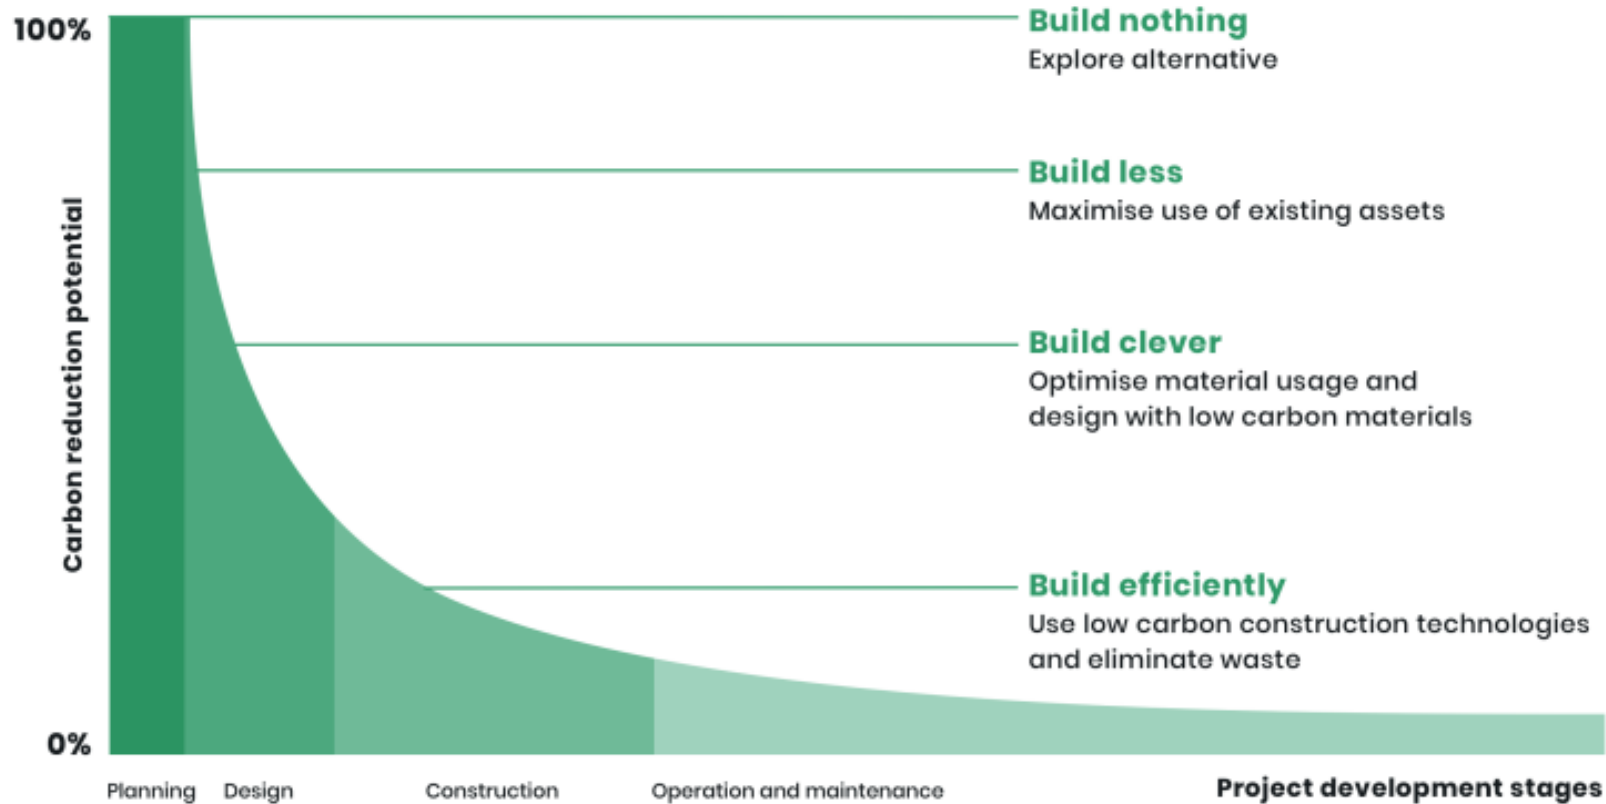 100%
Build nothing
Explore alternative
Build less
Maximise use of existing assets
Carbon reduction potential
Build clever
Optimise material usage and
design with low carbon materials
Build efficiently
Use low carbon construction technologies
and eliminate waste
0%
Planning
Design
Construction
Operation and maintenance
Project development stages